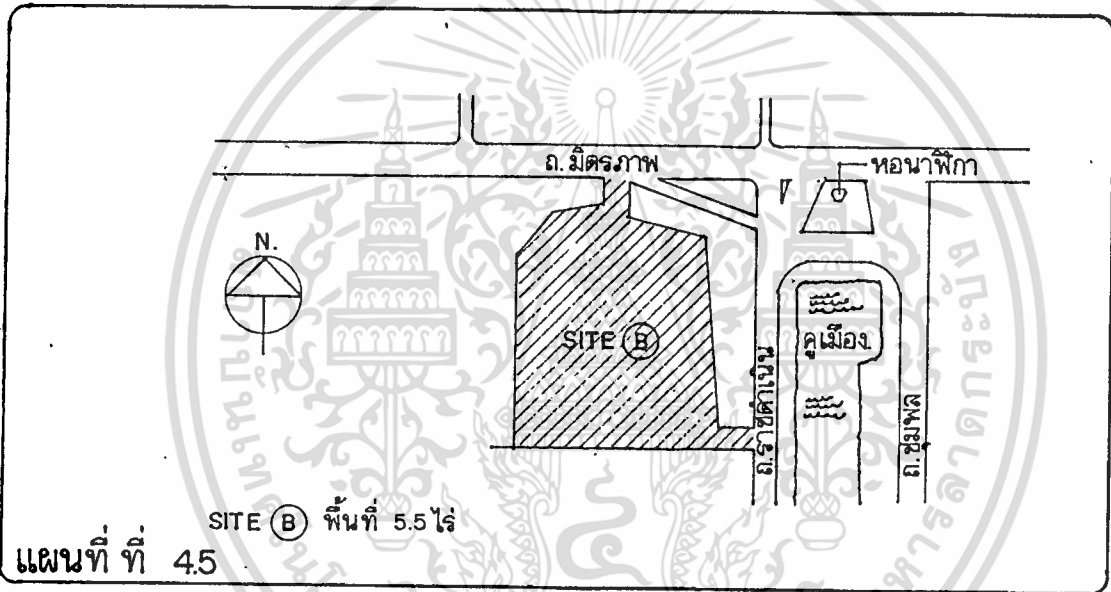 ถ. มิตรภาพ
หอนาฬิกา
N.
SITE B
คูเมือง.
ถ.ราชดำเนิน
ถ.ชุมพล
SITE B พื้นที่ 5.5 ไร่
แผนที่ ที่ 4.5